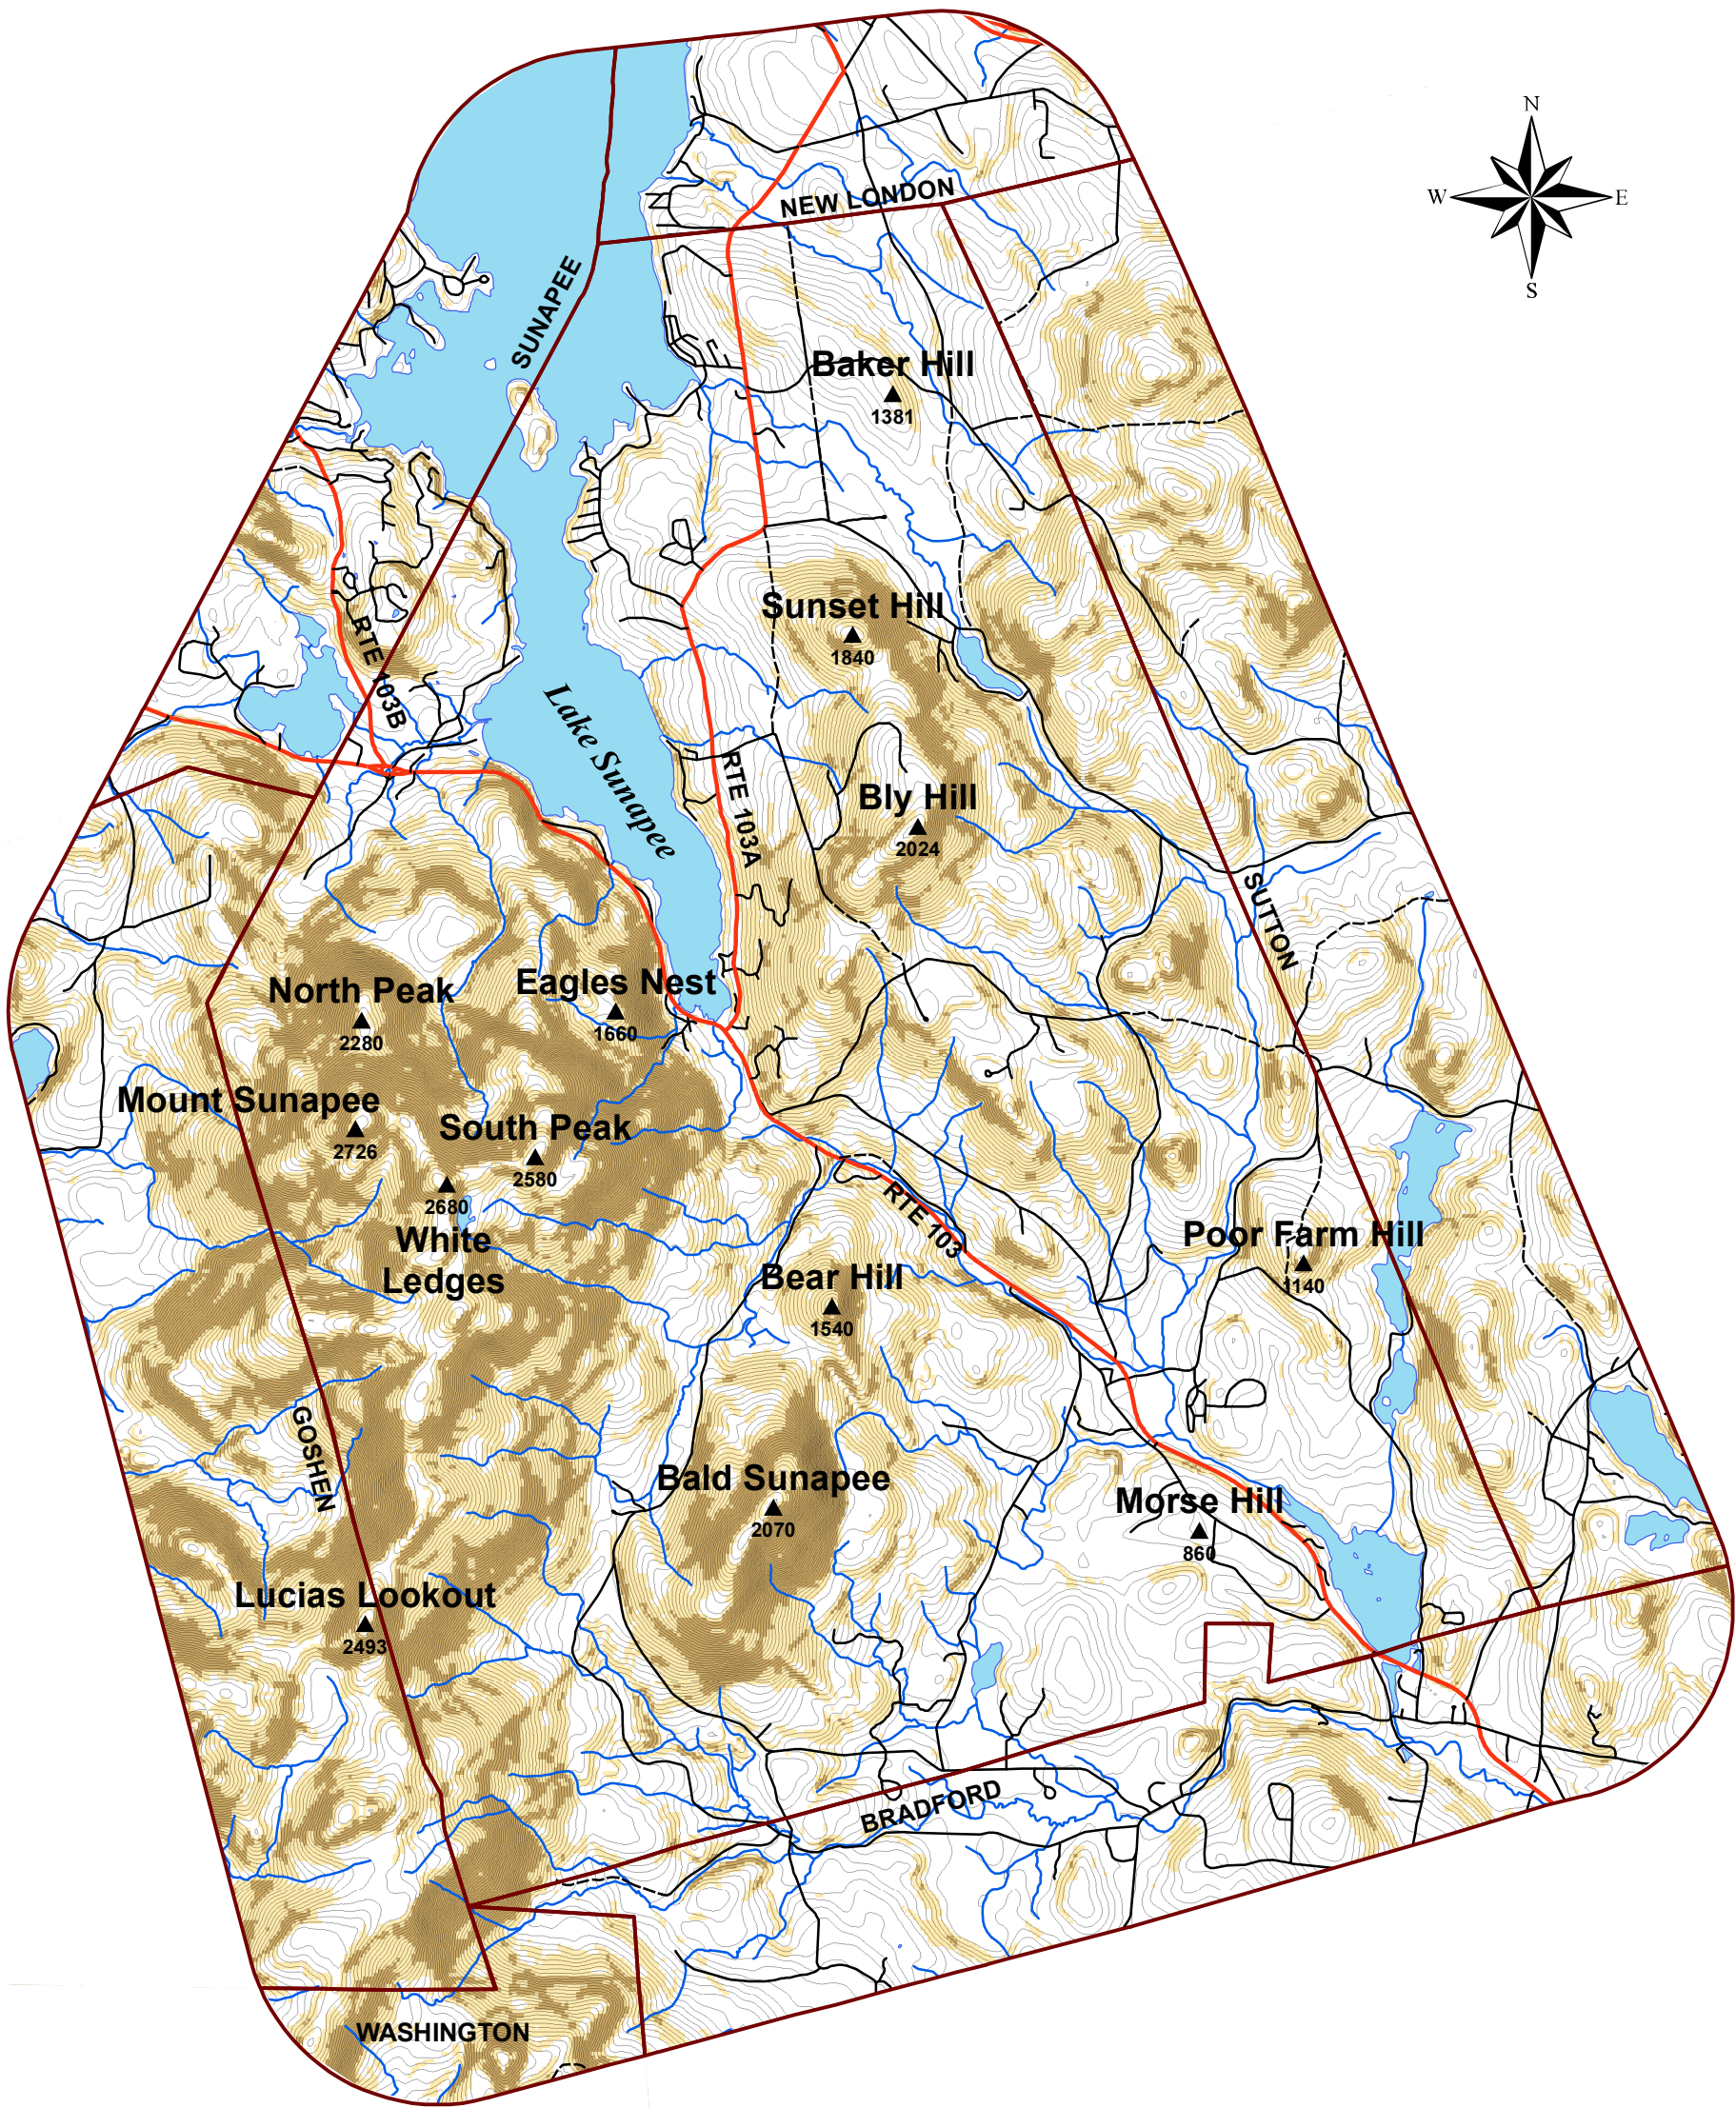 N
W
E
S
NEW LONDON
SUNAPEE
Baker Hill
1381
Sunset Hill
1840
RTE 103B
Lake Sunapee
RTE 103A
Bly Hill
2024
SUTTON
North Peak
2280
Eagles Nest
1660
Mount Sunapee
2726
South Peak
2580
2680
White
Ledges
RTE 103
Poor Farm Hill
1140
Bear Hill
1540
GOSHEN
Bald Sunapee
2070
Morse Hill
860
Lucias Lookout
2493
BRADFORD
WASHINGTON